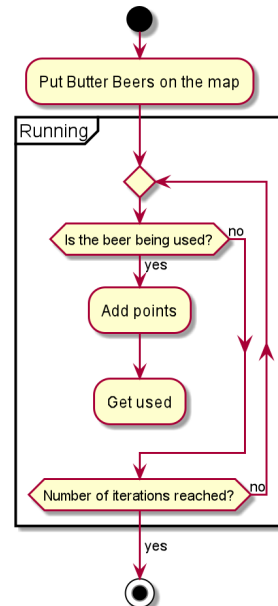 Put Butter Beers on the map
Running
Is the beer being used?
no
yes
Add points
Get used
Number of iterations reached?
no
yes